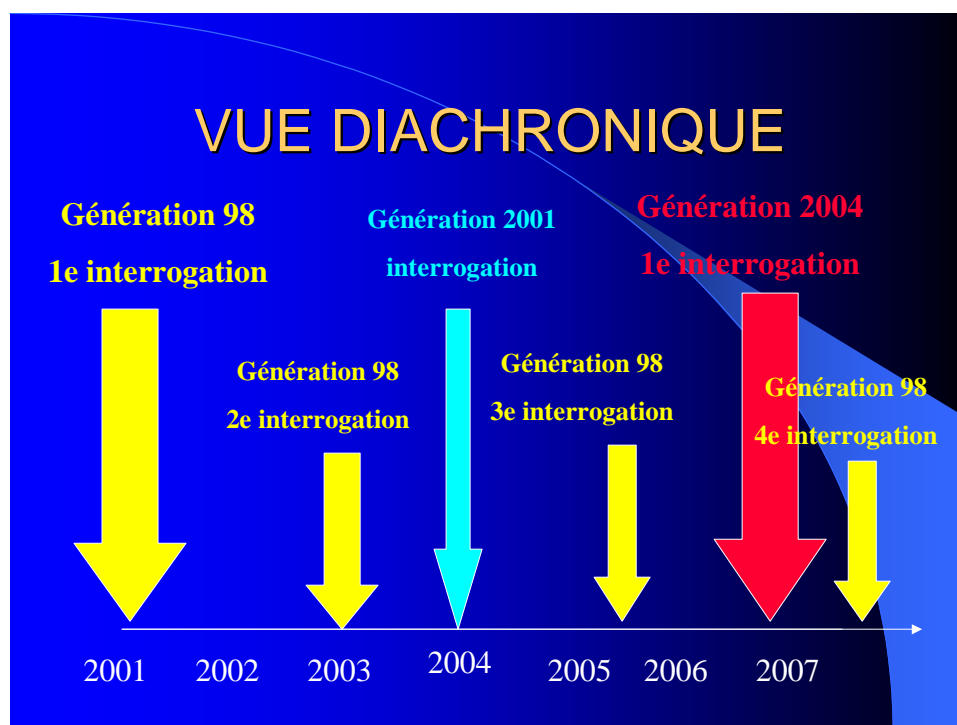 VUE DIACHRONIQUE
Génération 98
1e interrogation
Génération 2001
interrogation
Génération 2004
1e interrogation
Génération 98
2e interrogation
Génération 98
3e interrogation
Génération 98
4e interrogation
2001 2002 2003 2004 2005 2006 2007